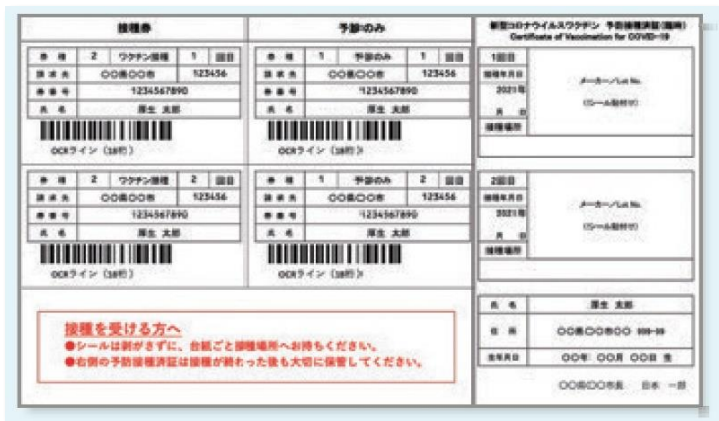 接種券
券種 2 ワクチン接種 1 回目
請求先 〇〇県〇〇市 123456
券番号 1234567890
氏名 厚生 太郎
OCRライン（18桁）
券種 2 ワクチン接種 2 回目
請求先 〇〇県〇〇市 123456
券番号 1234567890
氏名 厚生 太郎
OCRライン（18桁）
予診のみ
券種 1 予診のみ 1 回目
請求先 〇〇県〇〇市 123456
券番号 1234567890
氏名 厚生 太郎
OCRライン（18桁）
券種 1 予診のみ 2 回目
請求先 〇〇県〇〇市 123456
券番号 1234567890
氏名 厚生 太郎
OCRライン（18桁）
接種を受ける方へ
●シールは剥がさずに、台紙ごと接種場所へお持ちください。
●右側の予防接種済証は接種が終わった後も大切に保管してください。
新型コロナウイルスワクチン 予防接種済証(臨時)
Certificate of Vaccination for COVID-19
1回目
接種年月日
2021年
月 日
接種場所
メーカー/Lot No.
(シール貼付け)
2回目
接種年月日
2021年
月 日
接種場所
メーカー/Lot No.
(シール貼付け)
氏名 厚生 太郎
住所 〇〇県〇〇市〇〇 999-99
生年月日 〇〇年 〇〇月 〇〇日 生
〇〇県〇〇市長 日本 一郎